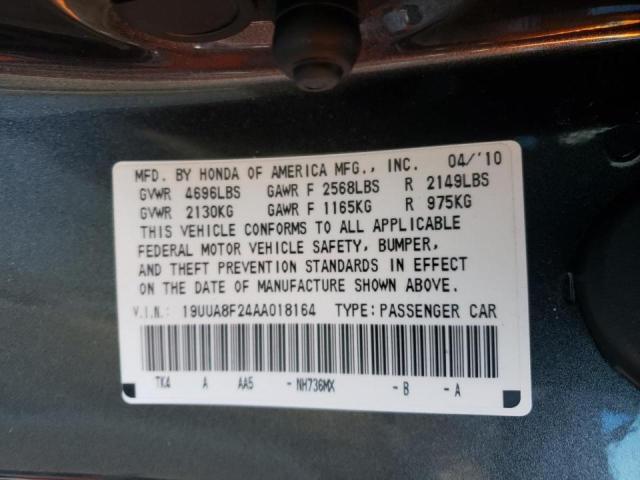 MFD. BY HONDA OF AMERICA MFG., INC. 04/'10
GVWR 4696LBS GAWR F 2568LBS R 2149LBS
GVWR 2130KG GAWR F 1165KG R 975KG
THIS VEHICLE CONFORMS TO ALL APPLICABLE
FEDERAL MOTOR VEHICLE SAFETY, BUMPER,
AND THEFT PREVENTION STANDARDS IN EFFECT
ON THE DATE OF MANUFACTURE SHOWN ABOVE.
V.I.N.: 19UUA8F24AA018164 TYPE: PASSENGER CAR
TK4 A AA5 -NH736MX -B -A